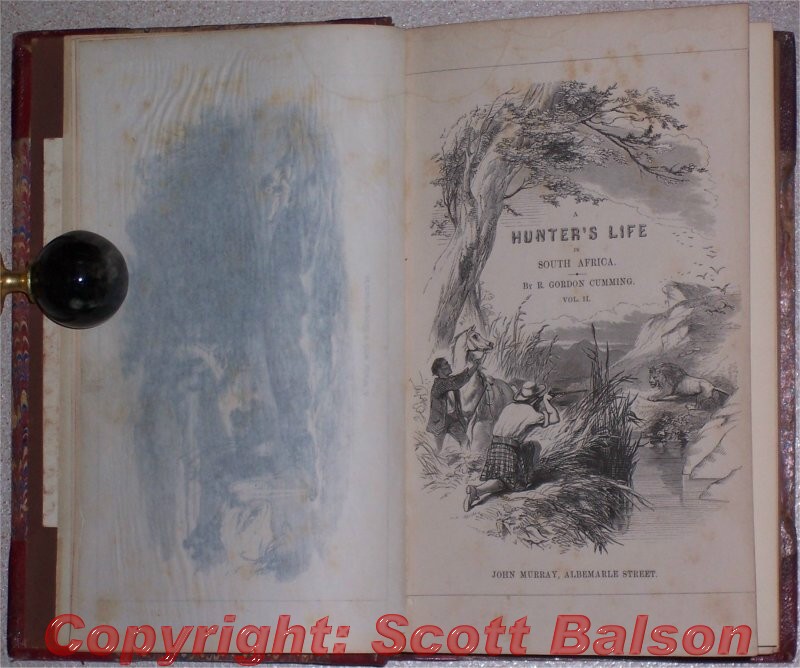 A
HUNTER'S LIFE
IN
SOUTH AFRICA.
BY R. GORDON CUMMING.
VOL. II.
JOHN MURRAY, ALBEMARLE STREET.
Copyright: Scott Balson